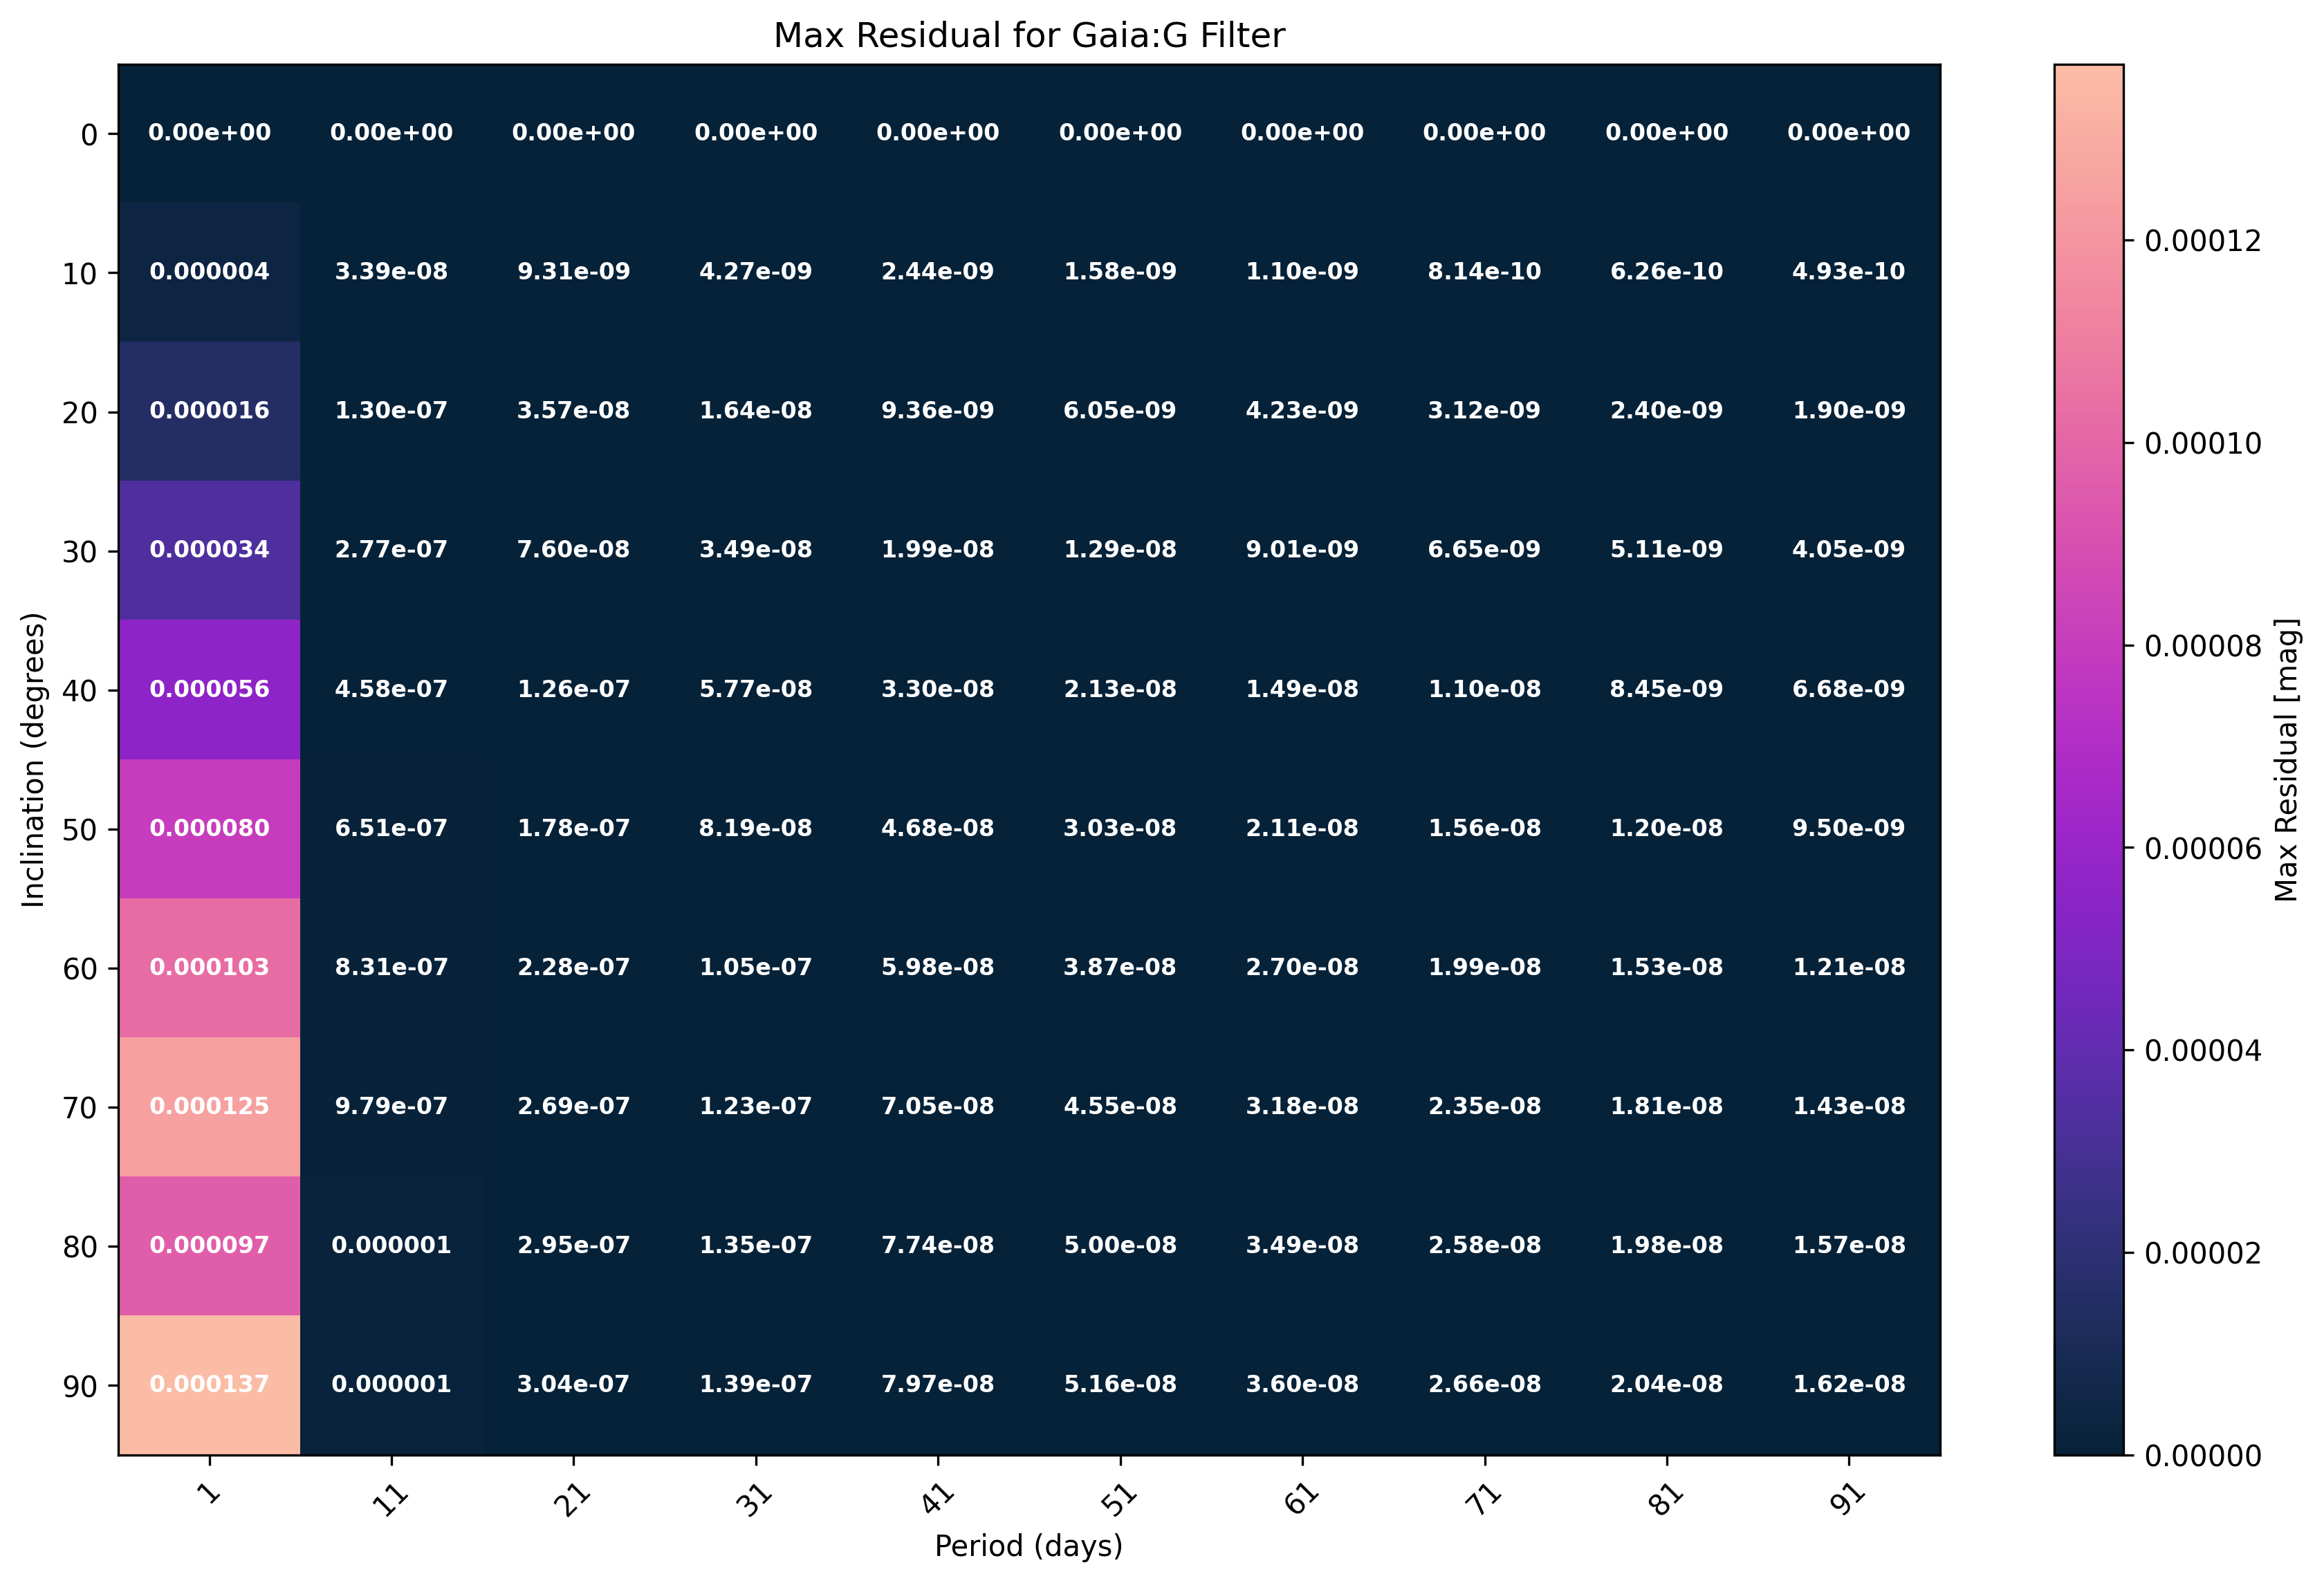 Max Residual for Gaia:G Filter
0 0.00e+00 0.00e+00 0.00e+00 0.00e+00 0.00e+00 0.00e+00 0.00e+00 0.00e+00 0.00e+00 0.00e+00
10 0.000004 3.39e-08 9.31e-09 4.27e-09 2.44e-09 1.58e-09 1.10e-09 8.14e-10 6.26e-10 4.93e-10
20 0.000016 1.30e-07 3.57e-08 1.64e-08 9.36e-09 6.05e-09 4.23e-09 3.12e-09 2.40e-09 1.90e-09
30 0.000034 2.77e-07 7.60e-08 3.49e-08 1.99e-08 1.29e-08 9.01e-09 6.65e-09 5.11e-09 4.05e-09
40 0.000056 4.58e-07 1.26e-07 5.77e-08 3.30e-08 2.13e-08 1.49e-08 1.10e-08 8.45e-09 6.68e-09
50 0.000080 6.51e-07 1.78e-07 8.19e-08 4.68e-08 3.03e-08 2.11e-08 1.56e-08 1.20e-08 9.50e-09
60 0.000103 8.31e-07 2.28e-07 1.05e-07 5.98e-08 3.87e-08 2.70e-08 1.99e-08 1.53e-08 1.21e-08
70 0.000125 9.79e-07 2.69e-07 1.23e-07 7.05e-08 4.55e-08 3.18e-08 2.35e-08 1.81e-08 1.43e-08
80 0.000097 0.000001 2.95e-07 1.35e-07 7.74e-08 5.00e-08 3.49e-08 2.58e-08 1.98e-08 1.57e-08
90 0.000137 0.000001 3.04e-07 1.39e-07 7.97e-08 5.16e-08 3.60e-08 2.66e-08 2.04e-08 1.62e-08
1 11 21 31 41 51 61 71 81 91
Period (days)
Inclination (degrees)
0.00012
0.00010
0.00008
0.00006
0.00004
0.00002
0.00000
Max Residual [mag]